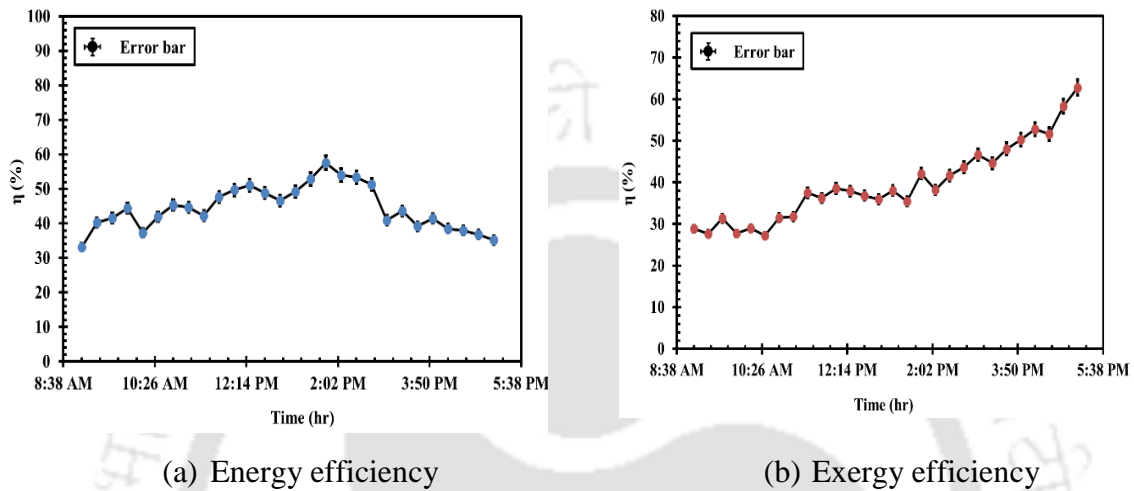 100
90
80
70
60
50
40
30
20
10
0
η (%)
Error bar
8:38 AM 10:26 AM 12:14 PM 2:02 PM 3:50 PM 5:38 PM
Time (hr)
(a) Energy efficiency
80
70
60
50
40
30
20
10
0
η (%)
Error bar
8:38 AM 10:26 AM 12:14 PM 2:02 PM 3:50 PM 5:38 PM
Time (hr)
(b) Exergy efficiency